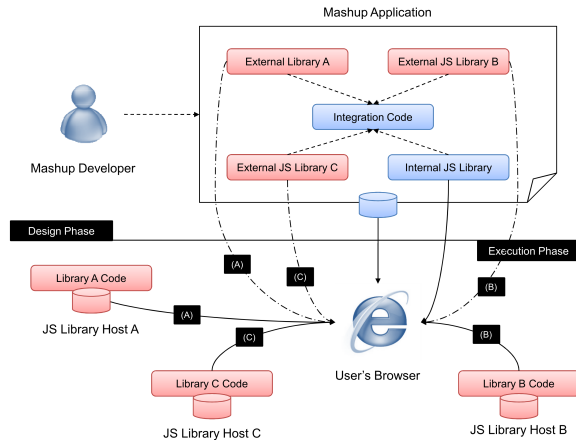 Mashup Application
External Library A
External JS Library B
Integration Code
Mashup Developer
External JS Library C
Internal JS Library
Design Phase
Execution Phase
(A)
(C)
(B)
Library A Code
(A)
JS Library Host A
(C)
(B)
User's Browser
Library C Code
Library B Code
JS Library Host C
JS Library Host B